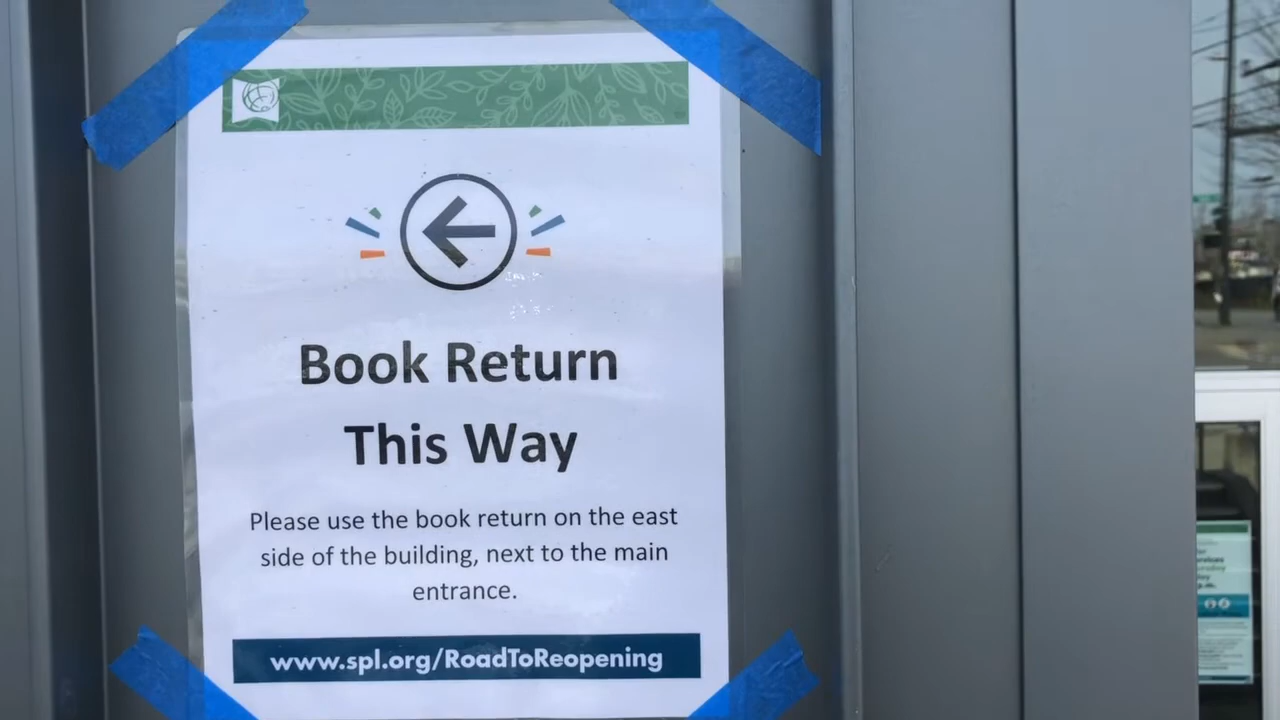 Book Return
This Way
Please use the book return on the east
side of the building, next to the main
entrance.
www.spl.org/RoadToReopening